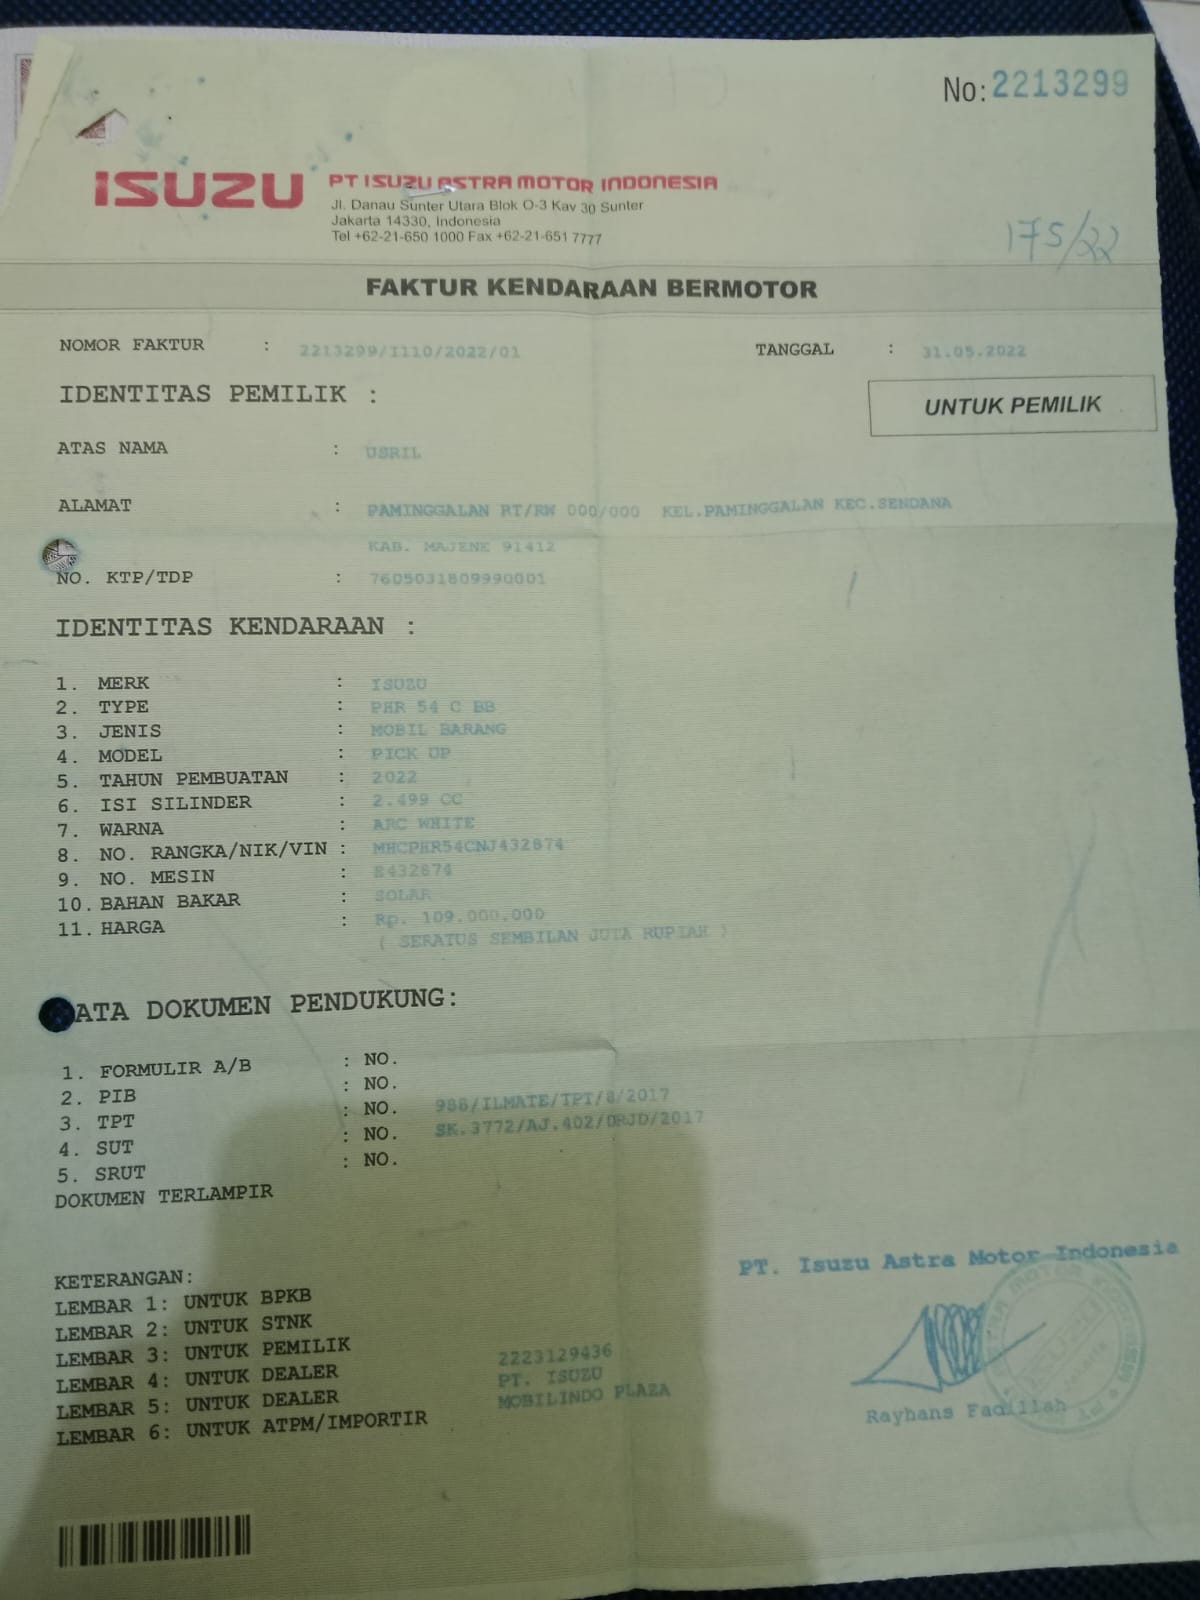 No: 2213299
ISUZU PT ISUZU ASTRA MOTOR INDONESIA
Jl. Danau Sunter Utara Blok O-3 Kav 30 Sunter
Jakarta 14330, Indonesia
Tel +62-21-650 1000 Fax +62-21-651 7777
175/22
FAKTUR KENDARAAN BERMOTOR
NOMOR FAKTUR : 2213299/I110/2022/01 TANGGAL : 31.05.2022
IDENTITAS PEMILIK :
UNTUK PEMILIK
ATAS NAMA : USRIL
ALAMAT : PAMINGGALAN RT/RW 000/000 KEL.PAMINGGALAN KEC.SENDANA
KAB. MAJENE 91412
NO. KTP/TDP : 7605031809990001
IDENTITAS KENDARAAN :
1. MERK : ISUZU
2. TYPE : PHR 54 C BB
3. JENIS : MOBIL BARANG
4. MODEL : PICK UP
5. TAHUN PEMBUATAN : 2022
6. ISI SILINDER : 2.499 CC
7. WARNA : ARC WHITE
8. NO. RANGKA/NIK/VIN : MHCPHR54CNJ432874
9. NO. MESIN : E432874
10. BAHAN BAKAR : SOLAR
11. HARGA : Rp. 109.000.000
( SERATUS SEMBILAN JUTA RUPIAH )
ATA DOKUMEN PENDUKUNG:
1. FORMULIR A/B : NO.
2. PIB : NO.
3. TPT : NO. 986/ILMATE/TPT/8/2017
4. SUT : NO. SK.3772/AJ.402/DRJD/2017
5. SRUT : NO.
DOKUMEN TERLAMPIR
PT. Isuzu Astra Motor Indonesia
KETERANGAN:
LEMBAR 1: UNTUK BPKB
LEMBAR 2: UNTUK STNK
LEMBAR 3: UNTUK PEMILIK
LEMBAR 4: UNTUK DEALER
LEMBAR 5: UNTUK DEALER
LEMBAR 6: UNTUK ATPM/IMPORTIR
2223129436
PT. ISUZU
MOBILINDO PLAZA
Rayhans Fadillah